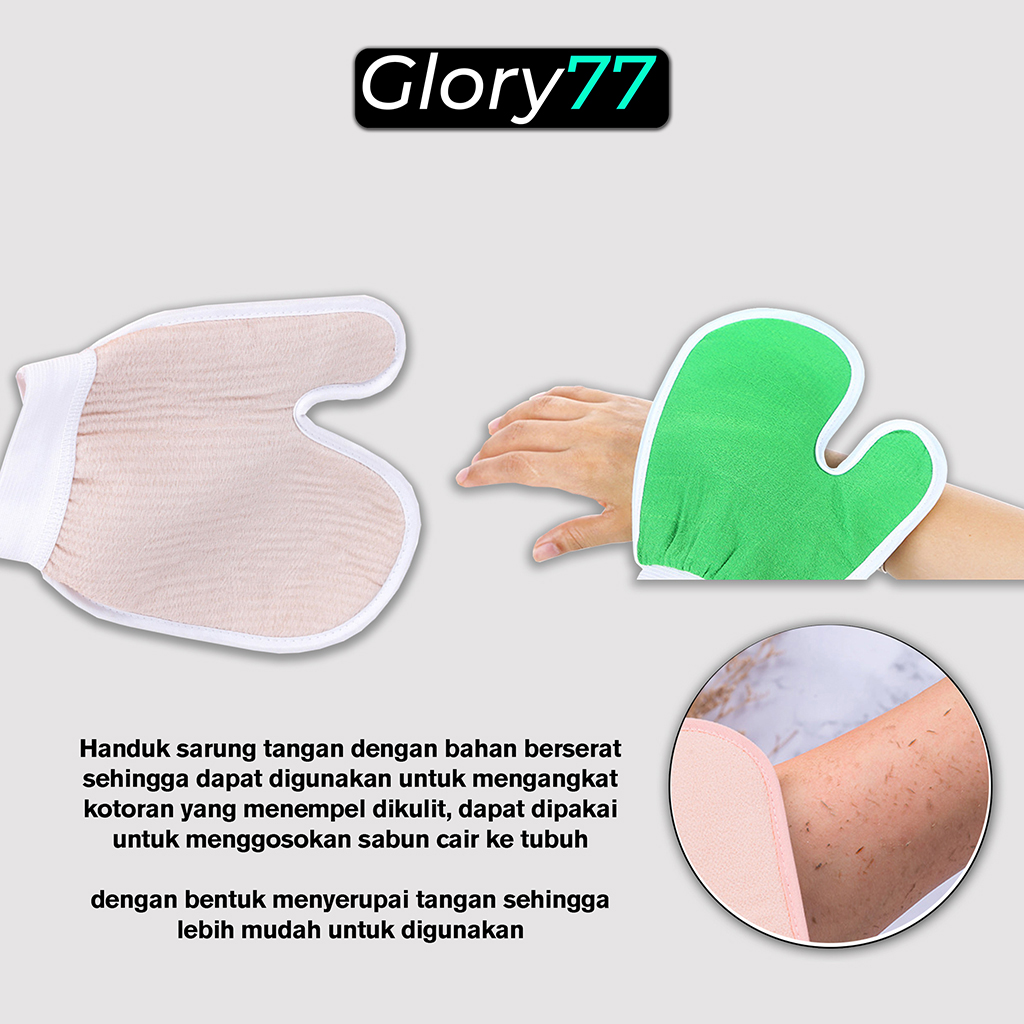 Glory77
Handuk sarung tangan dengan bahan berserat
sehingga dapat digunakan untuk mengangkat
kotoran yang menempel dikulit, dapat dipakai
untuk menggosokan sabun cair ke tubuh
dengan bentuk menyerupai tangan sehingga
lebih mudah untuk digunakan